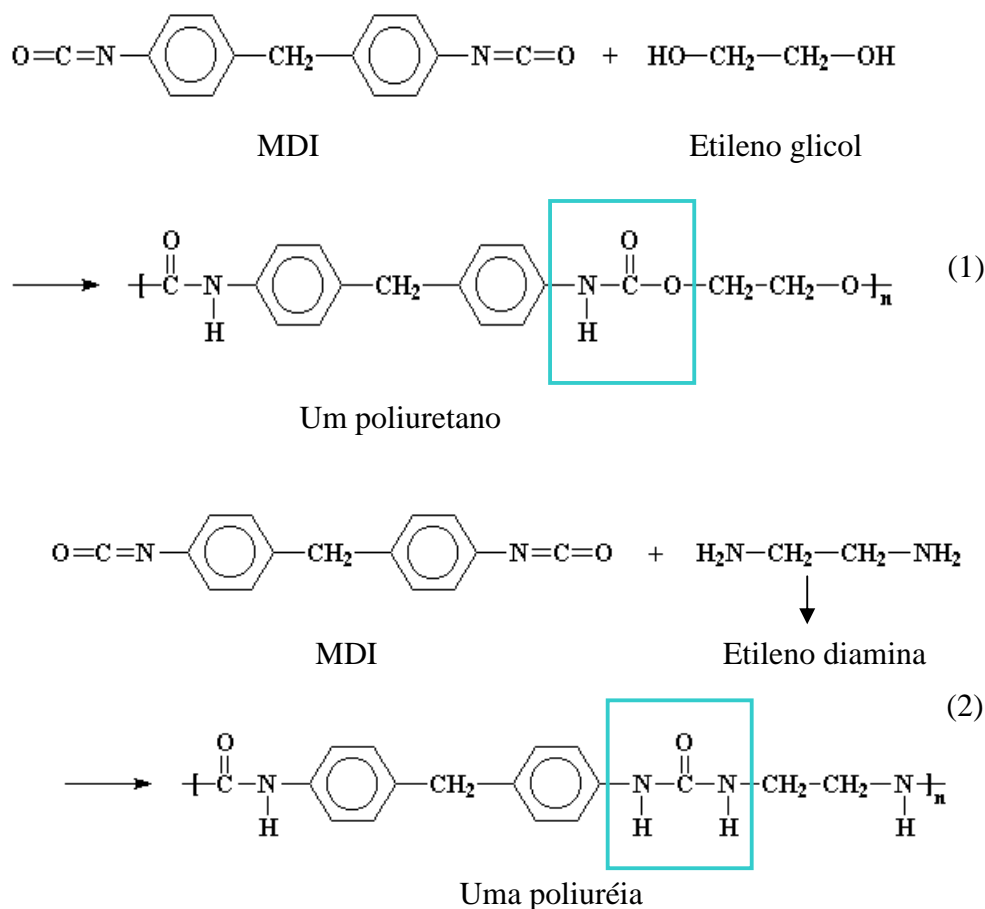 O=C=N CH₂ N=C=O + HO—CH₂—CH₂—OH
MDI Etileno glicol
O O
[ C—N CH₂ N—C—O—CH₂—CH₂—O ]n (1)
H H
Um poliuretano
O=C=N CH₂ N=C=O + H₂N—CH₂—CH₂—NH₂
MDI Etileno diamina
(2)
O O
[ C—N CH₂ N—C—N—CH₂—CH₂—N ]n
H H H H
Uma poliuréia